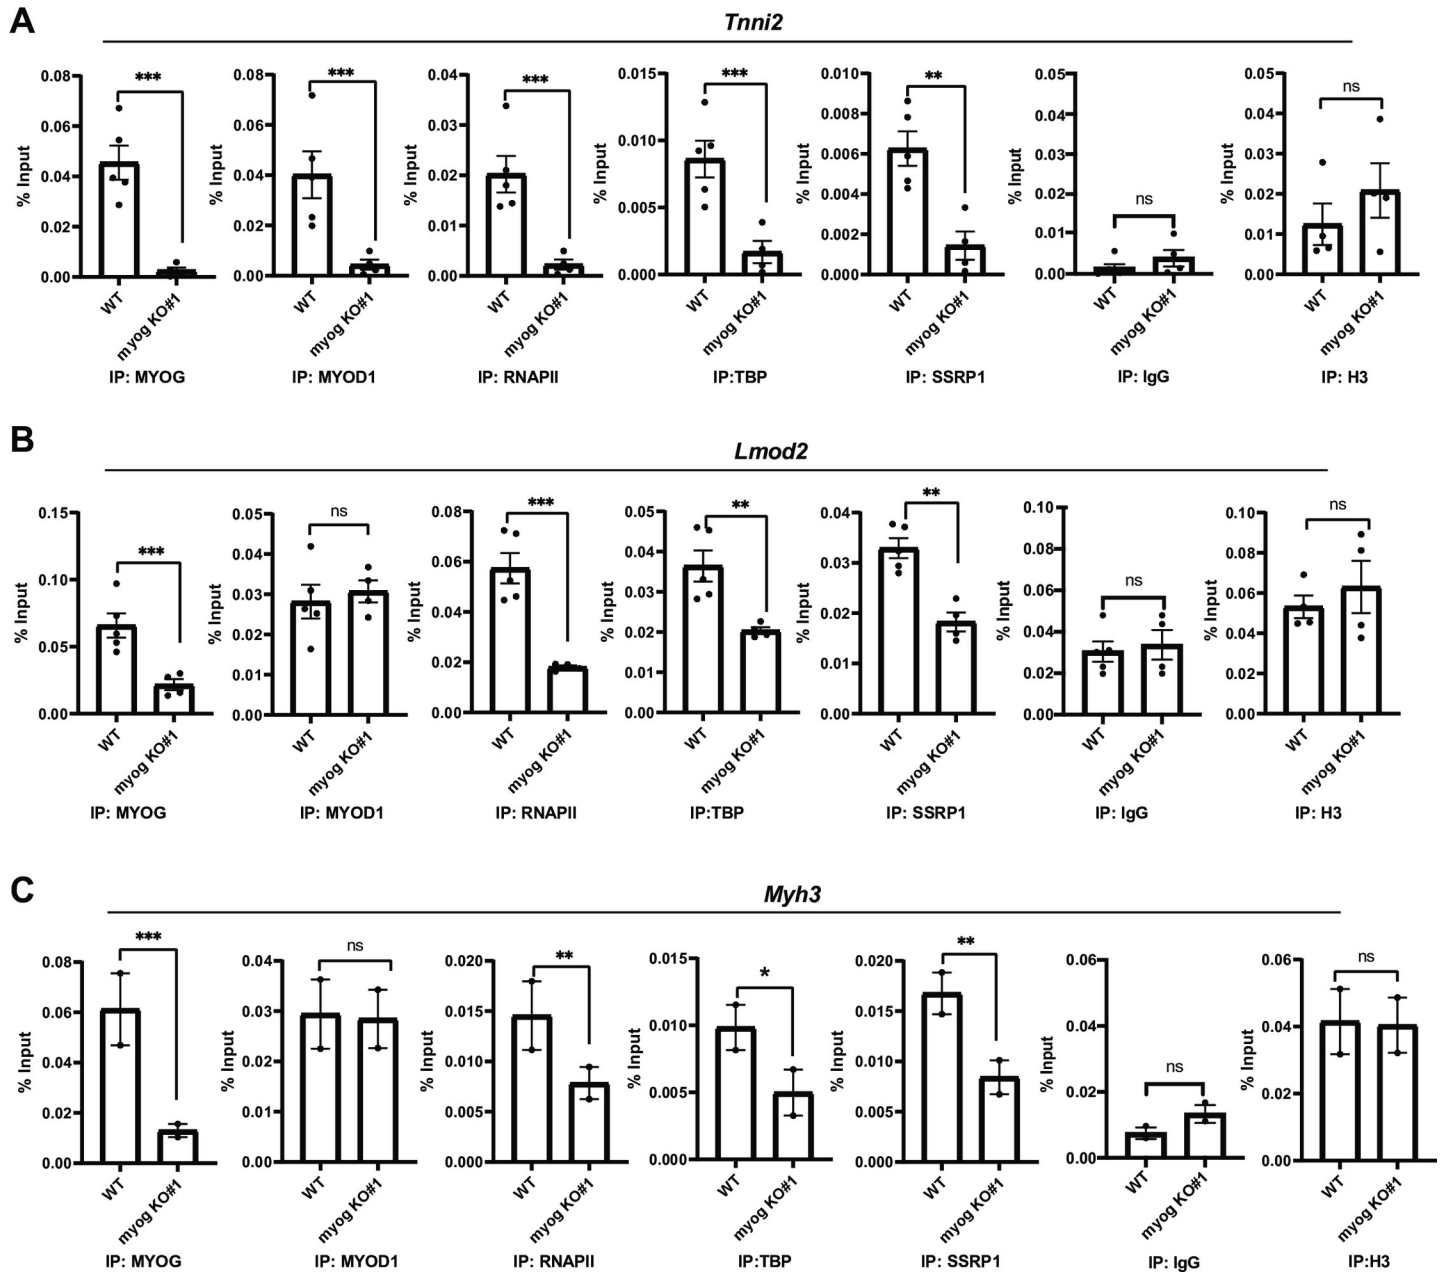 A
Tnni2
*** *** *** *** ** ns ns
0.08 0.08 0.04 0.015 0.010 0.05 0.05
0.06 0.06 0.03 0.010 0.008 0.04 0.04
0.04 0.04 0.02 0.005 0.006 0.03 0.03
0.02 0.02 0.01 0.000 0.004 0.02 0.02
0.00 0.00 0.00 0.002 0.01 0.01
0.000 0.00 0.00
% Input % Input % Input % Input % Input % Input % Input
WT myog KO#1 WT myog KO#1 WT myog KO#1 WT myog KO#1 WT myog KO#1 WT myog KO#1 WT myog KO#1
IP: MYOG IP: MYOD1 IP: RNAPII IP:TBP IP: SSRP1 IP: IgG IP: H3
B
Lmod2
*** ns *** ** ** ns ns
0.15 0.05 0.08 0.05 0.04 0.10 0.10
0.10 0.04 0.06 0.04 0.03 0.08 0.08
0.05 0.03 0.04 0.03 0.02 0.06 0.06
0.00 0.02 0.02 0.02 0.01 0.04 0.04
0.01 0.00 0.01 0.00 0.02 0.02
0.00 0.00 0.00 0.00
% Input % Input % Input % Input % Input % Input % Input
WT myog KO#1 WT myog KO#1 WT myog KO#1 WT myog KO#1 WT myog KO#1 WT myog KO#1 WT myog KO#1
IP: MYOG IP: MYOD1 IP: RNAPII IP:TBP IP: SSRP1 IP: IgG IP: H3
C
Myh3
*** ns ** * ** ns ns
0.08 0.04 0.020 0.015 0.020 0.06 0.06
0.06 0.03 0.015 0.010 0.015 0.04 0.04
0.04 0.02 0.010 0.005 0.010 0.02 0.02
0.02 0.01 0.005 0.000 0.005 0.00 0.00
0.00 0.00 0.000 0.000
% Input % Input % Input % Input % Input % Input % Input
WT myog KO#1 WT myog KO#1 WT myog KO#1 WT myog KO#1 WT myog KO#1 WT myog KO#1 WT myog KO#1
IP: MYOG IP: MYOD1 IP: RNAPII IP:TBP IP: SSRP1 IP: IgG IP:H3